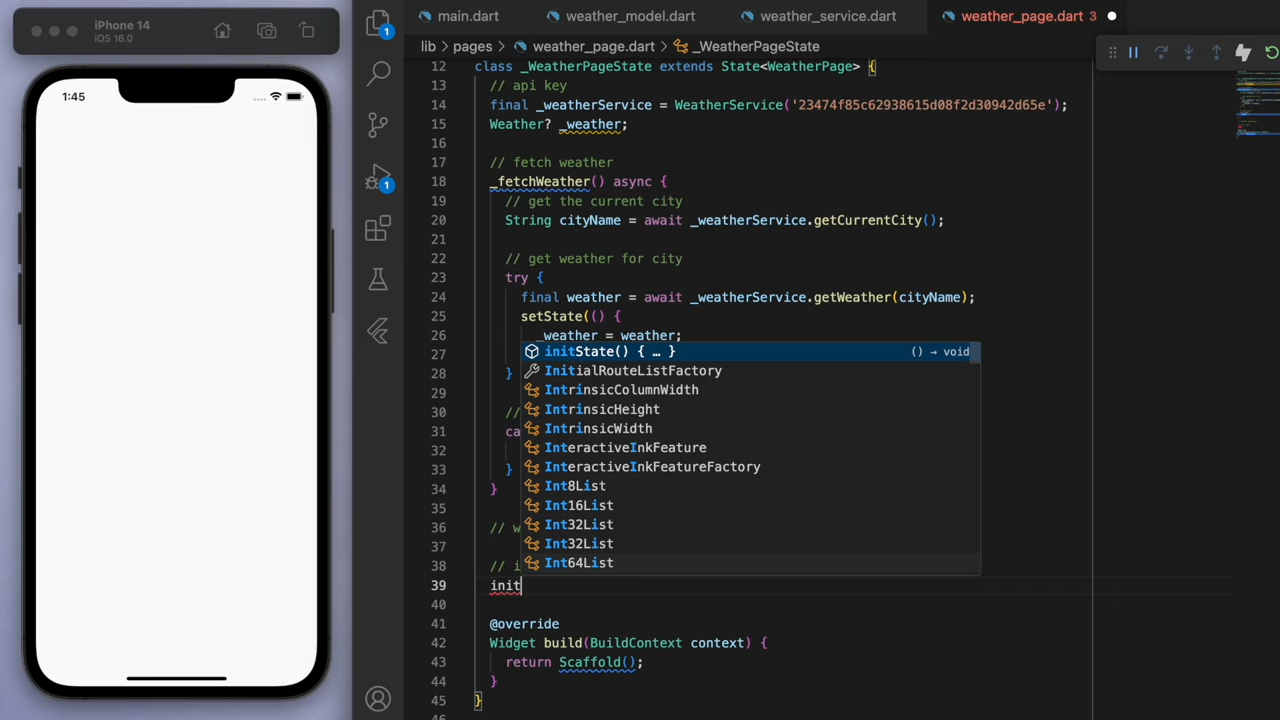 iPhone 14
iOS 16.0
1:45
1
1
main.dart
weather_model.dart
weather_service.dart
weather_page.dart 3
lib > pages > weather_page.dart > _WeatherPageState
12 class _WeatherPageState extends State<WeatherPage> {
13 // api key
14 final _weatherService = WeatherService('23474f85c62938615d08f2d30942d65e');
15 Weather? _weather;
16
17 // fetch weather
18 _fetchWeather() async {
19 // get the current city
20 String cityName = await _weatherService.getCurrentCity();
21
22 // get weather for city
23 try {
24 final weather = await _weatherService.getWeather(cityName);
25 setState(() {
26 _weather = weather;
27
28 }
29
30 //
31 ca
32
33 }
34 }
35
36 // w
37
38 // i
39 init
40
41 @override
42 Widget build(BuildContext context) {
43 return Scaffold();
44 }
45 }
46
initState() { … } () → void
InitialRouteListFactory
IntrinsicColumnWidth
IntrinsicHeight
IntrinsicWidth
InteractiveInkFeature
InteractiveInkFeatureFactory
Int8List
Int16List
Int32List
Int32List
Int64List